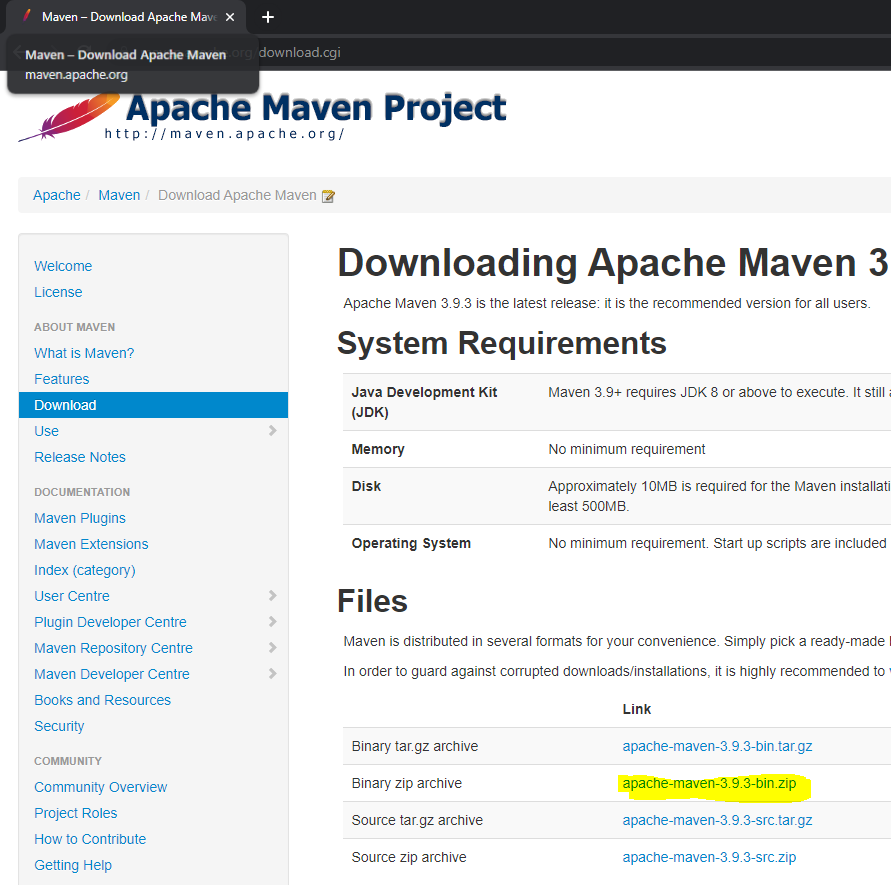 Maven – Download Apache Mave
Maven – Download Apache Maven
.org/download.cgi
maven.apache.org
Apache Maven Project
http://maven.apache.org/
Apache / Maven / Download Apache Maven
Welcome
License
ABOUT MAVEN
What is Maven?
Features
Download
Use
Release Notes
DOCUMENTATION
Maven Plugins
Maven Extensions
Index (category)
User Centre
Plugin Developer Centre
Maven Repository Centre
Maven Developer Centre
Books and Resources
Security
COMMUNITY
Community Overview
Project Roles
How to Contribute
Getting Help
Downloading Apache Maven 3
Apache Maven 3.9.3 is the latest release: it is the recommended version for all users.
System Requirements
Java Development Kit (JDK) Maven 3.9+ requires JDK 8 or above to execute. It still
Memory No minimum requirement
Disk Approximately 10MB is required for the Maven installati
least 500MB.
Operating System No minimum requirement. Start up scripts are included
Files
Maven is distributed in several formats for your convenience. Simply pick a ready-made
In order to guard against corrupted downloads/installations, it is highly recommended to
Link
Binary tar.gz archive apache-maven-3.9.3-bin.tar.gz
Binary zip archive apache-maven-3.9.3-bin.zip
Source tar.gz archive apache-maven-3.9.3-src.tar.gz
Source zip archive apache-maven-3.9.3-src.zip